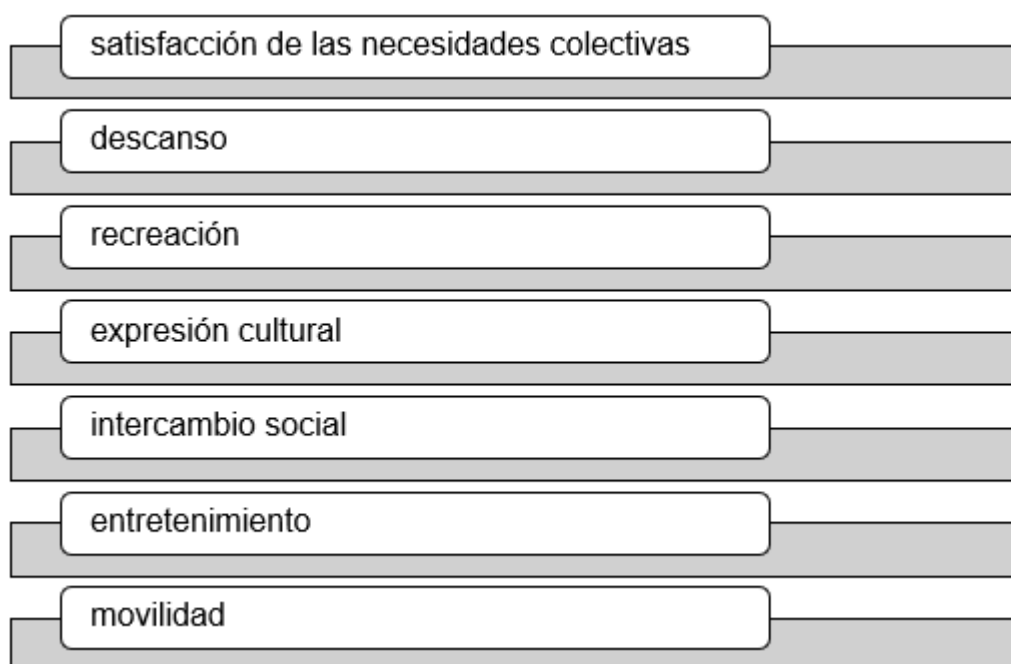 satisfacción de las necesidades colectivas
descanso
recreación
expresión cultural
intercambio social
entretenimiento
movilidad